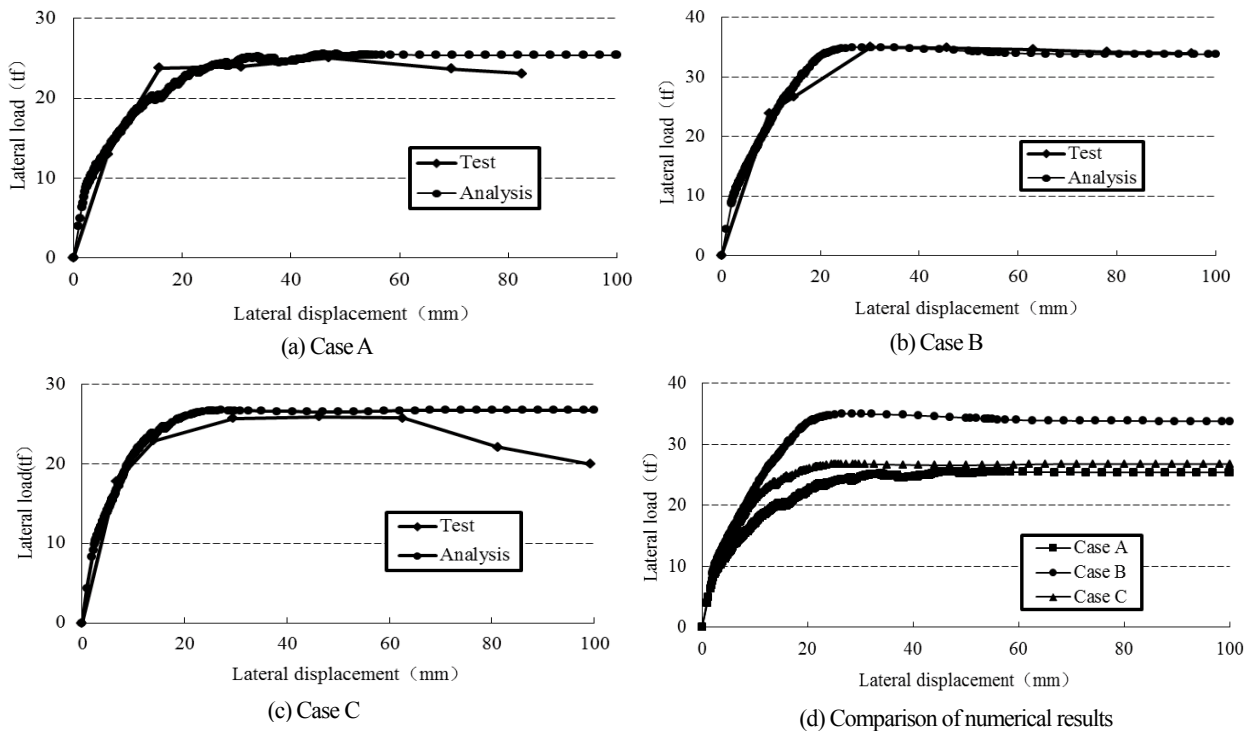 30
20
10
0
0 20 40 60 80 100
Lateral load（tf）
Lateral displacement（mm）
Test
Analysis
(a) Case A
40
30
20
10
0
0 20 40 60 80 100
Lateral load（tf）
Lateral displacement（mm）
Test
Analysis
(b) Case B
30
20
10
0
0 20 40 60 80 100
Lateral load(tf)
Lateral displacement（mm）
Test
Analysis
(c) Case C
40
30
20
10
0
0 20 40 60 80 100
Lateral load（tf）
Lateral displacement（mm）
Case A
Case B
Case C
(d) Comparison of numerical results